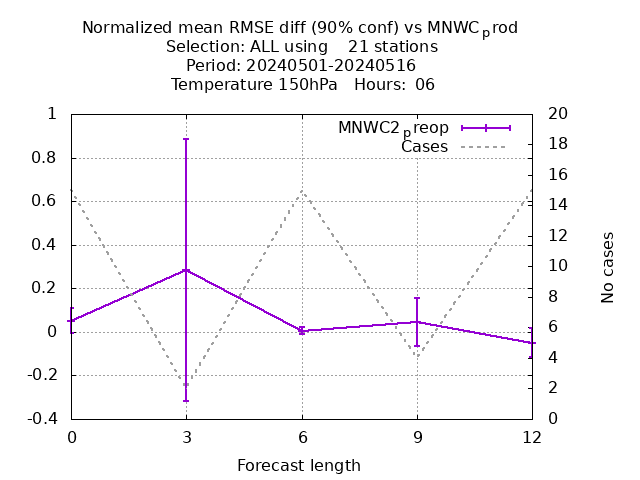 Normalized mean RMSE diff (90% conf) vs MNWCprod
Selection: ALL using    21 stations
Period: 20240501-20240516
Temperature 150hPa   Hours:  06
MNWC2preop
Cases
1
0.8
0.6
0.4
0.2
0
-0.2
-0.4
20
18
16
14
12
10
8
6
4
2
0
No cases
0 3 6 9 12
Forecast length